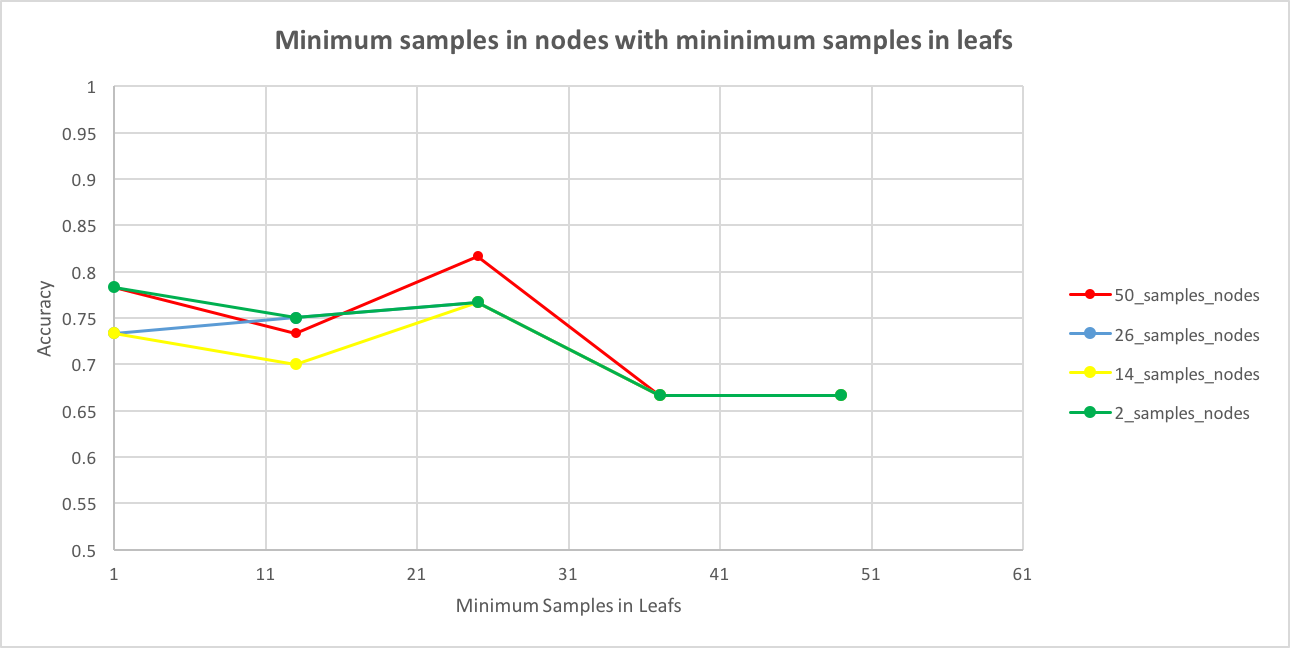 Minimum samples in nodes with mininimum samples in leafs
1
0.95
0.9
0.85
0.8
0.75
0.7
0.65
0.6
0.55
0.5
Accuracy
1 11 21 31 41 51 61
Minimum Samples in Leafs
50_samples_nodes
26_samples_nodes
14_samples_nodes
2_samples_nodes